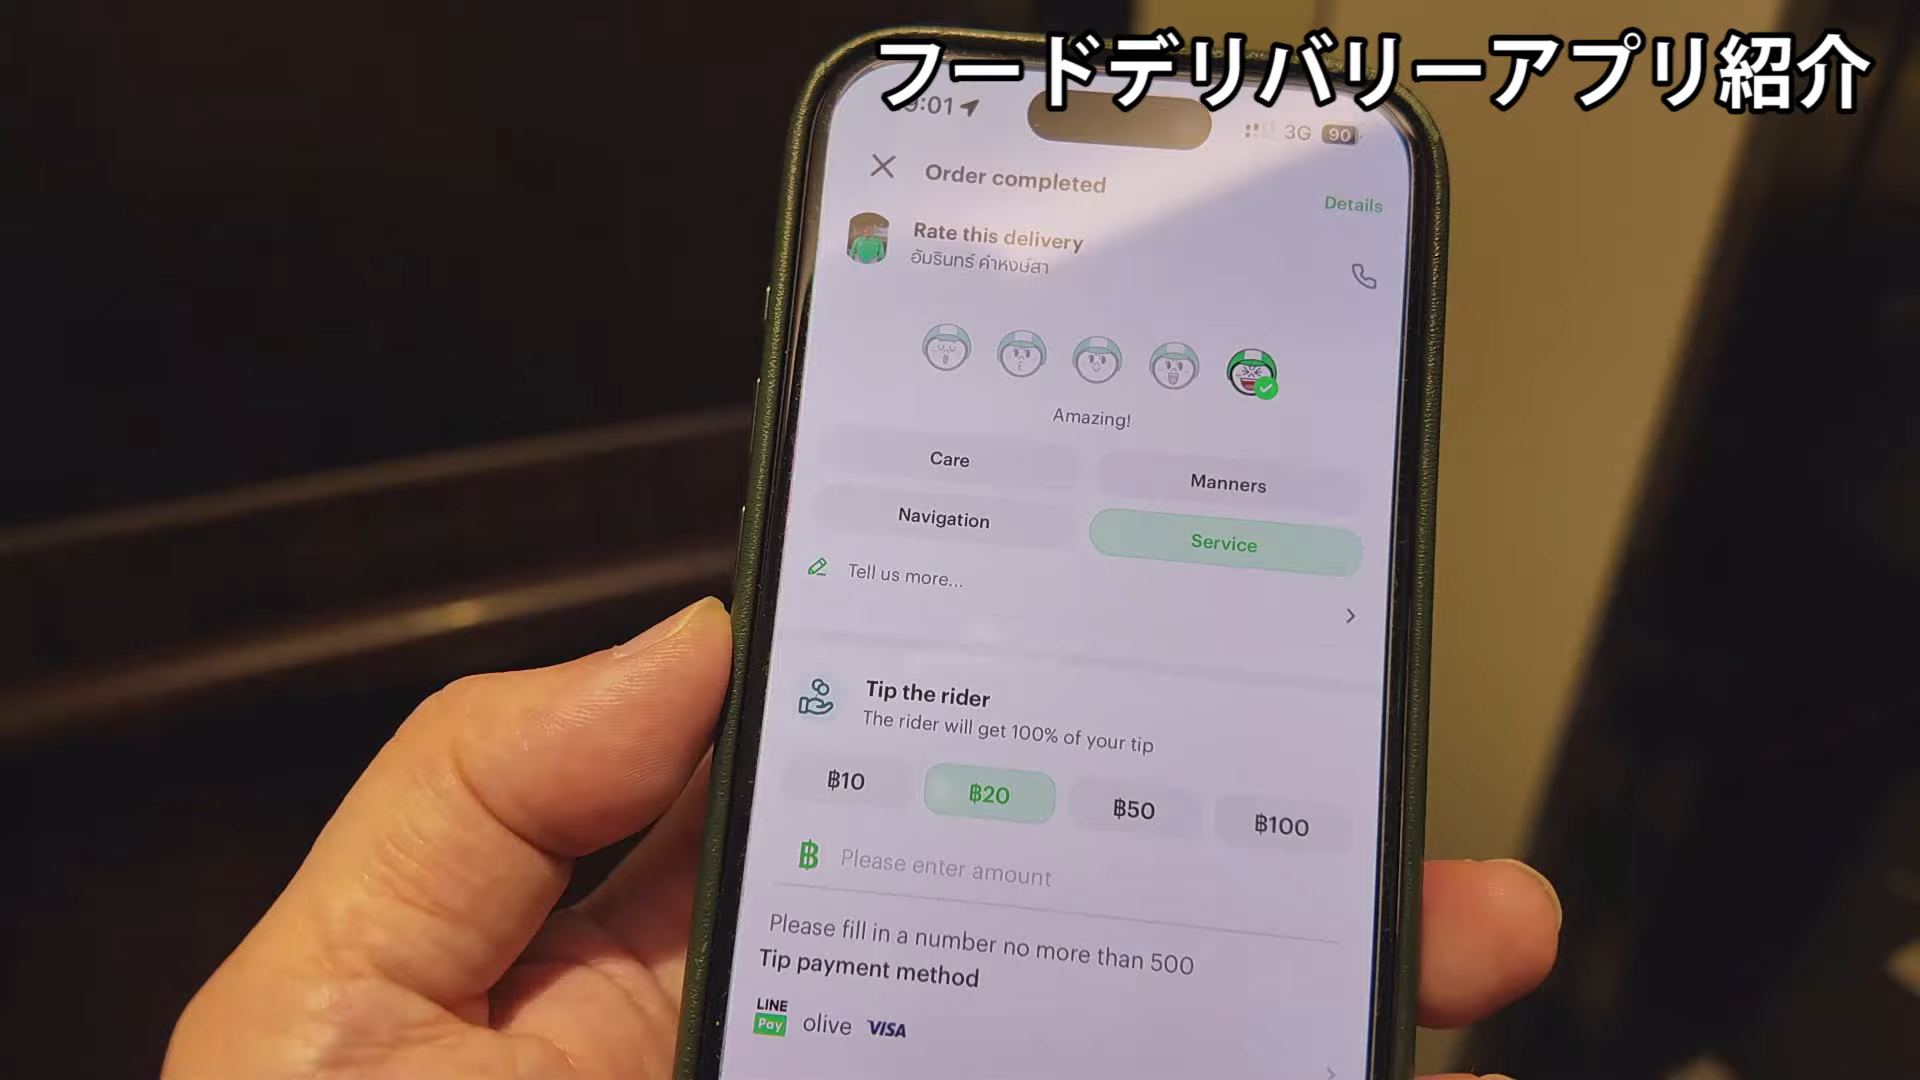 フードデリバリーアプリ紹介
9:01
3G 90
Order completed
Details
Rate this delivery
อัมรินทร์ คำหงษ์สา
Amazing!
Care
Manners
Navigation
Service
Tell us more...
Tip the rider
The rider will get 100% of your tip
฿10
฿20
฿50
฿100
฿ Please enter amount
Please fill in a number no more than 500
Tip payment method
LINE
Pay
olive VISA